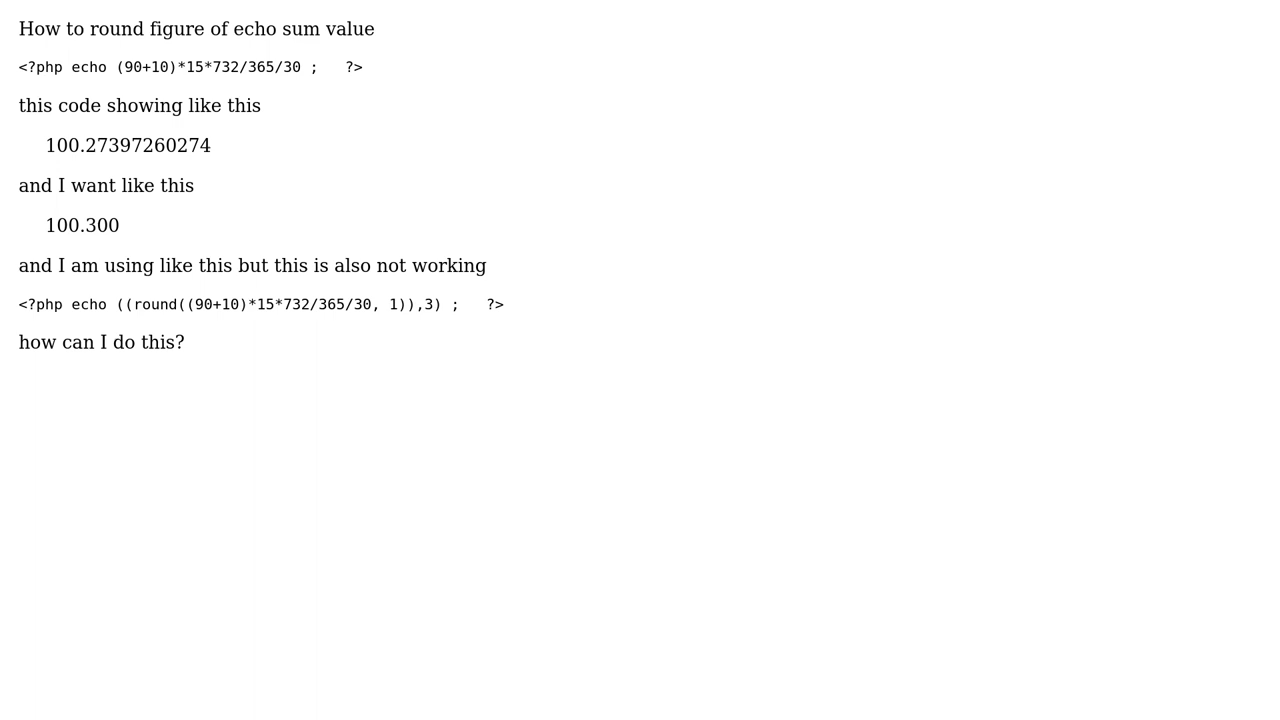 How to round figure of echo sum value
<?php echo (90+10)*15*732/365/30 ;   ?>
this code showing like this
100.27397260274
and I want like this
100.300
and I am using like this but this is also not working
<?php echo ((round((90+10)*15*732/365/30, 1)),3) ;   ?>
how can I do this?